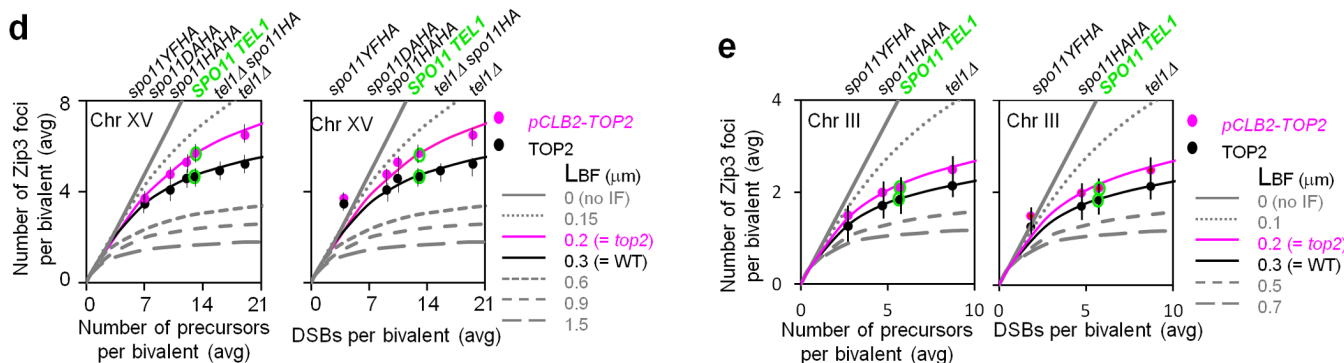 d
spo11YFHA
spo11DAHA
spo11HAHA
SPO11 TEL1
tel1Δ spo11HA
tel1Δ
spo11YFHA
spo11DAHA
spo11HAHA
SPO11 TEL1
tel1Δ spo11HA
tel1Δ
Number of Zip3 foci
per bivalent (avg)
8
4
0
Chr XV
Chr XV
0 7 14 21
0 7 14 21
Number of precursors
per bivalent (avg)
DSBs per bivalent (avg)
pCLB2-TOP2
TOP2
LBF (μm)
0 (no IF)
0.15
0.2 (= top2)
0.3 (= WT)
0.6
0.9
1.5
e
spo11YFHA
spo11HAHA
SPO11 TEL1
tel1Δ
spo11YFHA
spo11HAHA
SPO11 TEL1
tel1Δ
Number of Zip3 foci
per bivalent (avg)
4
2
0
Chr III
Chr III
0 5 10
0 5 10
Number of precursors
per bivalent (avg)
DSBs per bivalent (avg)
pCLB2-TOP2
TOP2
LBF (μm)
0 (no IF)
0.1
0.2 (= top2)
0.3 (= WT)
0.5
0.7